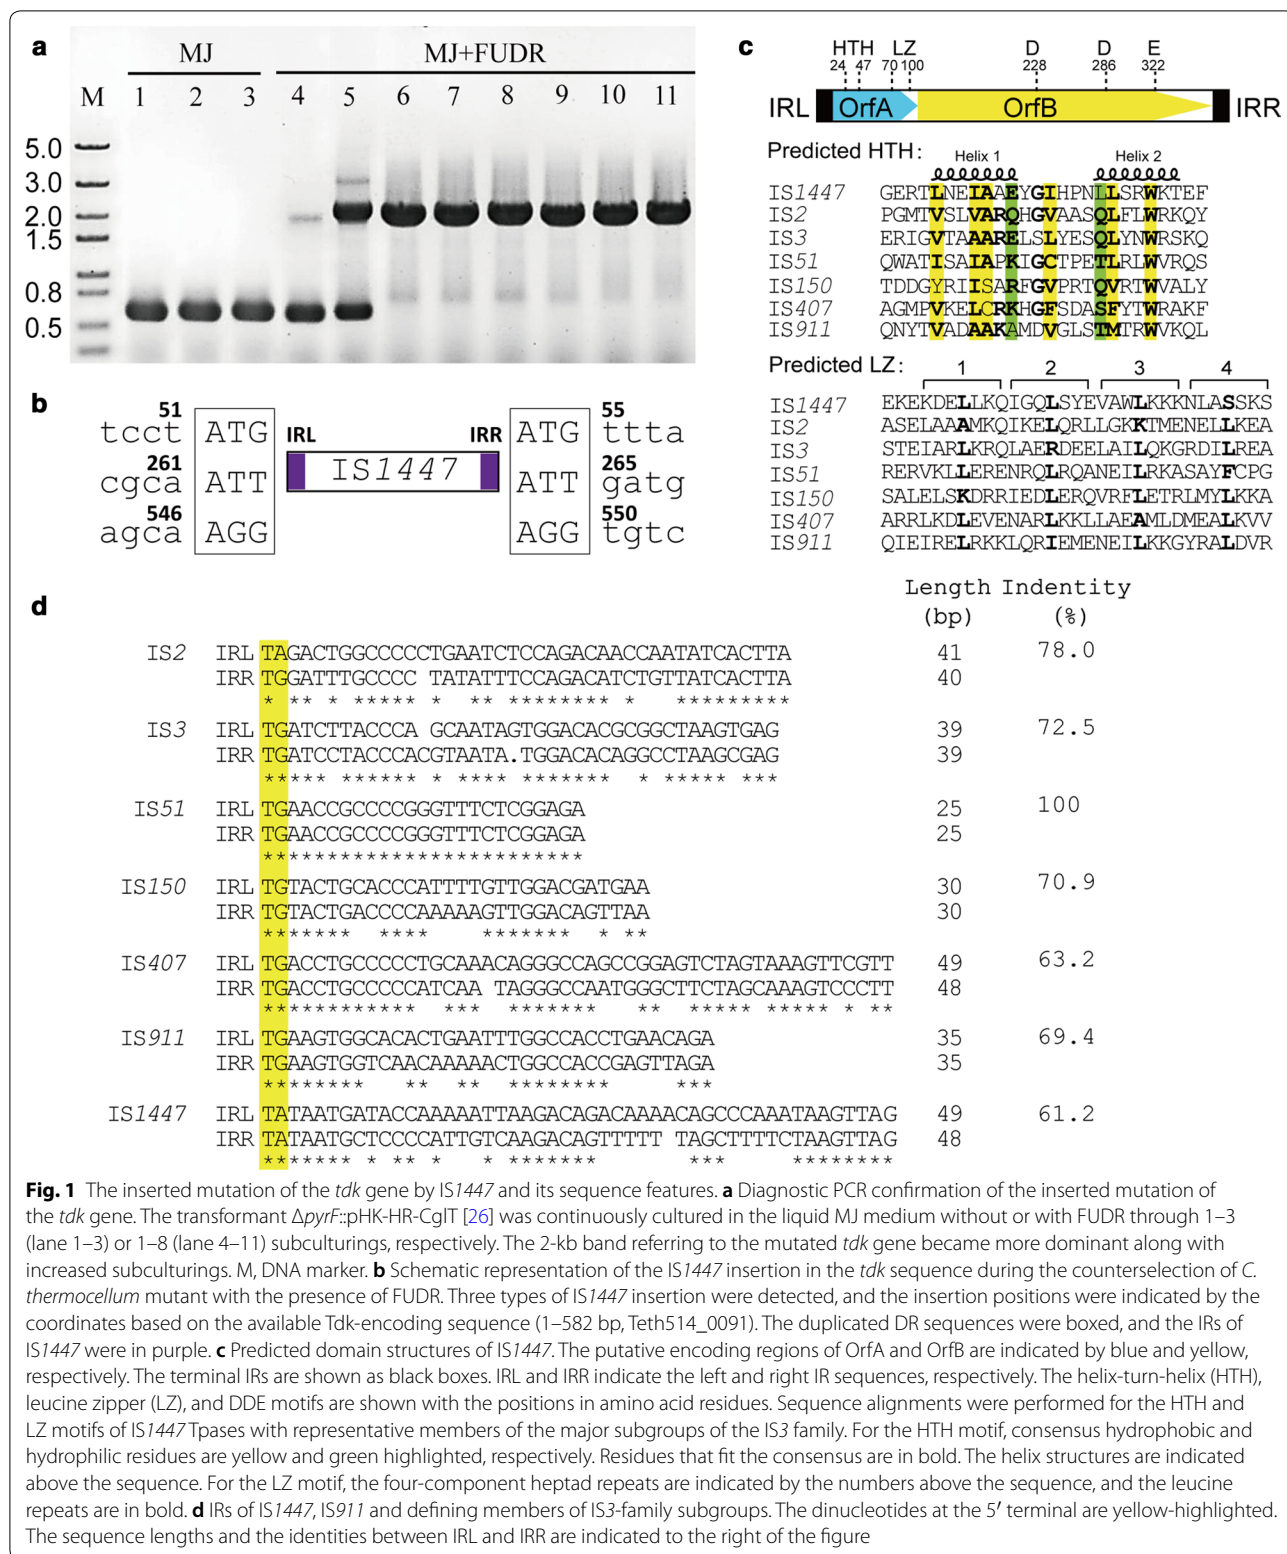 a
MJ
MJ+FUDR
M 1 2 3 4 5 6 7 8 9 10 11
5.0
3.0
2.0
1.5
0.8
0.5
b
51 55
tcct ATG IRL IRR ATG ttta
261 265
cgca ATT IS1447 ATT gatg
546 550
agca AGG AGG tgtc
c
HTH LZ D D E
24 47 70 100 228 286 322
IRL OrfA OrfB IRR
Predicted HTH: Helix 1 Helix 2
IS1447 GERTLNEIAAEYGIHPNLLSRWKTEF
IS2 PGMTVSLVARQHGVAASQLFLWRKQY
IS3 ERIGVTAAARELSLYESQLYNWRSKQ
IS51 QWATISAIAPKIGCTPETLRLWVRQS
IS150 TDDGYRIISARFGVPRTQVRTWVALY
IS407 AGMPVKELCRKHGFSDASFYTWRAKF
IS911 QNYTVADAAKAMDVGLSTMTRWVKQL
Predicted LZ: 1 2 3 4
IS1447 EKEKDELLKQIGQLSYEVAWLKKKNLASSKS
IS2 ASELAAAMKQIKELQRLLGKKTMENELLKEA
IS3 STEIARLKRQLAERDEELAILQKGRDILREA
IS51 RERVKLLERENRQLRQANEILRKASAYFCPG
IS150 SALELSKDRRIEDLERQVRFLETRLMYLKKA
IS407 ARRLKDLEVENARLKKLLAEAMLDMEALKVV
IS911 QIEIRELRKKLQRIEMENEILKKGYRALDVR
d
Length Indentity
(bp) (%)
IS2 IRL TAGACTGGCCCCCTGAATCTCCAGACAACCAATATCACTTA 41 78.0
IRR TGGATTTGCCCC TATATTTCCAGACATCTGTTATCACTTA 40
* ** * **** * ** ******** * *********
IS3 IRL TGATCTTACCCA GCAATAGTGGACACGCGGCTAAGTGAG 39 72.5
IRR TGATCCTACCCACGTAATA.TGGACACAGGCCTAAGCGAG 39
***** ****** * **** ******* * ***** ***
IS51 IRL TGAACCGCCCCGGGTTTCTCGGAGA 25 100
IRR TGAACCGCCCCGGGTTTCTCGGAGA 25
*************************
IS150 IRL TGTACTGCACCCATTTTGTTGGACGATGAA 30 70.9
IRR TGTACTGACCCCAAAAAGTTGGACAGTTAA 30
******* **** ******* * **
IS407 IRL TGACCTGCCCCCTGCAAACAGGGCCAGCCGGAGTCTAGTAAAGTTCGTT 49 63.2
IRR TGACCTGCCCCCATCAA TAGGGCCAATGGGCTTCTAGCAAAGTCCCTT 48
************ *** ******* ** ***** ***** * **
IS911 IRL TGAAGTGGCACACTGAATTTGGCCACCTGAACAGA 35 69.4
IRR TGAAGTGGTCAACAAAAACTGGCCACCGAGTTAGA 35
******** ** ** ******** ***
IS1447 IRL TATAATGATACCAAAAATTAAGACAGACAAAACAGCCCAAATAAGTTAG 49 61.2
IRR TATAATGCTCCCCATTGTCAAGACAGTTTTT TAGCTTTTCTAAGTTAG 48
******* * ** * * ******** *** ********
Fig. 1 The inserted mutation of the tdk gene by IS1447 and its sequence features. a Diagnostic PCR confirmation of the inserted mutation of
the tdk gene. The transformant ΔpyrF::pHK-HR-CglT [26] was continuously cultured in the liquid MJ medium without or with FUDR through 1–3
(lane 1–3) or 1–8 (lane 4–11) subculturings, respectively. The 2-kb band referring to the mutated tdk gene became more dominant along with
increased subculturings. M, DNA marker. b Schematic representation of the IS1447 insertion in the tdk sequence during the counterselection of C.
thermocellum mutant with the presence of FUDR. Three types of IS1447 insertion were detected, and the insertion positions were indicated by the
coordinates based on the available Tdk-encoding sequence (1–582 bp, Teth514_0091). The duplicated DR sequences were boxed, and the IRs of
IS1447 were in purple. c Predicted domain structures of IS1447. The putative encoding regions of OrfA and OrfB are indicated by blue and yellow,
respectively. The terminal IRs are shown as black boxes. IRL and IRR indicate the left and right IR sequences, respectively. The helix-turn-helix (HTH),
leucine zipper (LZ), and DDE motifs are shown with the positions in amino acid residues. Sequence alignments were performed for the HTH and
LZ motifs of IS1447 Tpases with representative members of the major subgroups of the IS3 family. For the HTH motif, consensus hydrophobic and
hydrophilic residues are yellow and green highlighted, respectively. Residues that fit the consensus are in bold. The helix structures are indicated
above the sequence. For the LZ motif, the four-component heptad repeats are indicated by the numbers above the sequence, and the leucine
repeats are in bold. d IRs of IS1447, IS911 and defining members of IS3-family subgroups. The dinucleotides at the 5′ terminal are yellow-highlighted.
The sequence lengths and the identities between IRL and IRR are indicated to the right of the figure